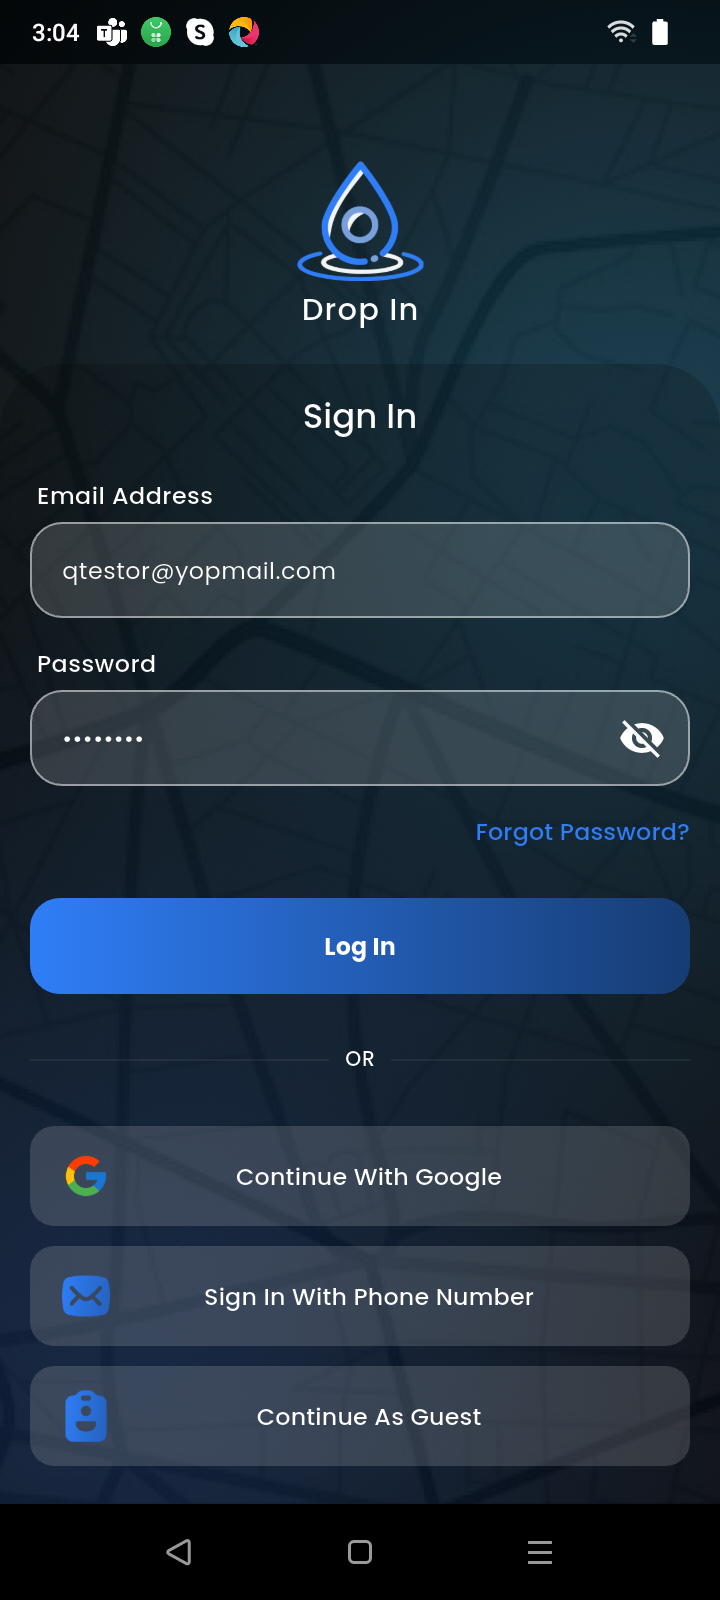 3:04
Drop In
Sign In
Email Address
qtestor@yopmail.com
Password
••••••••
Forgot Password?
Log In
OR
Continue With Google
Sign In With Phone Number
Continue As Guest